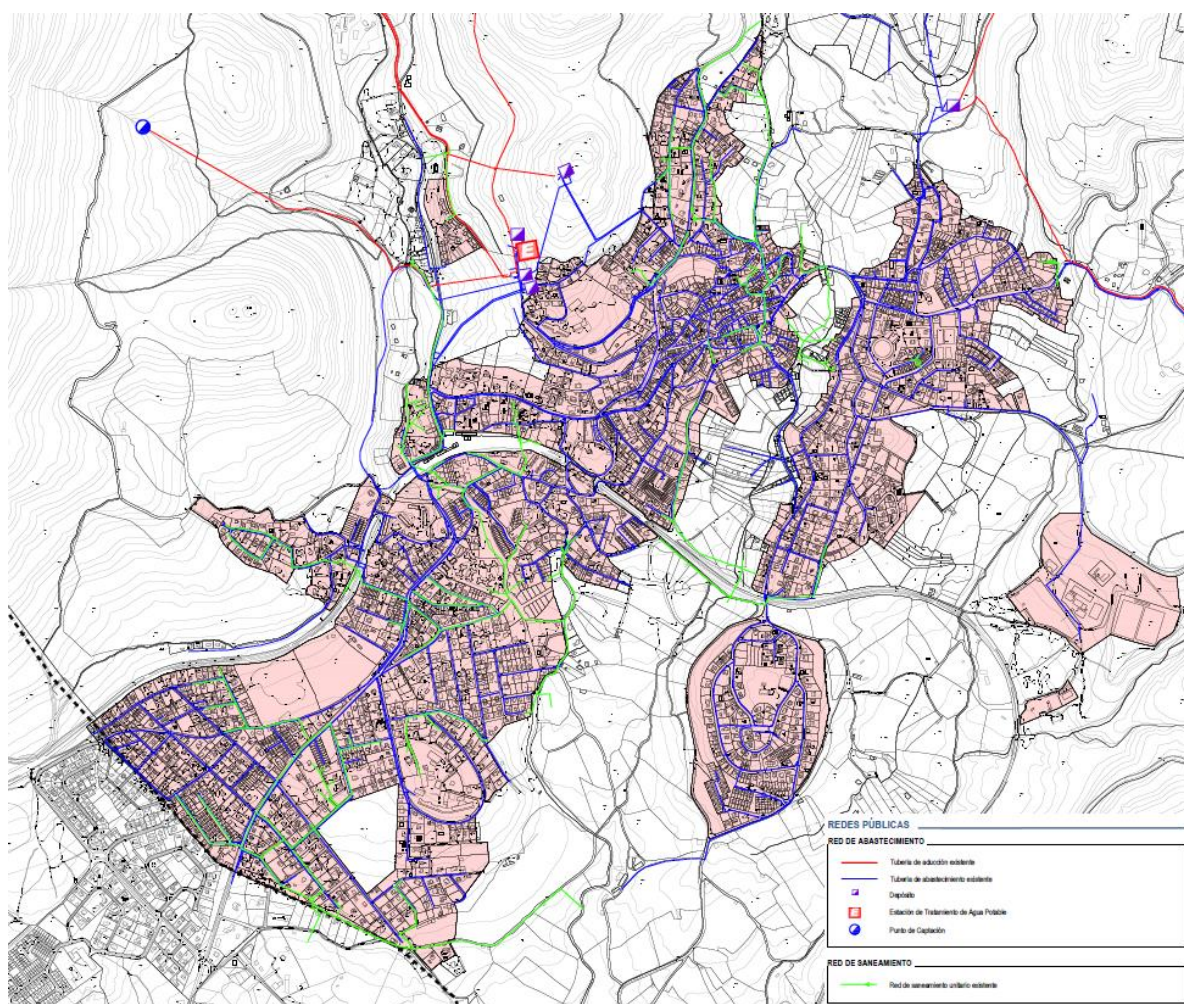 REDES PÚBLICAS
RED DE ABASTECIMIENTO
Tubería de aducción existente
Tubería de abastecimiento existente
Depósito
Estación de Tratamiento de Agua Potable
Punto de Captación
RED DE SANEAMIENTO
Red de saneamiento unitario existente